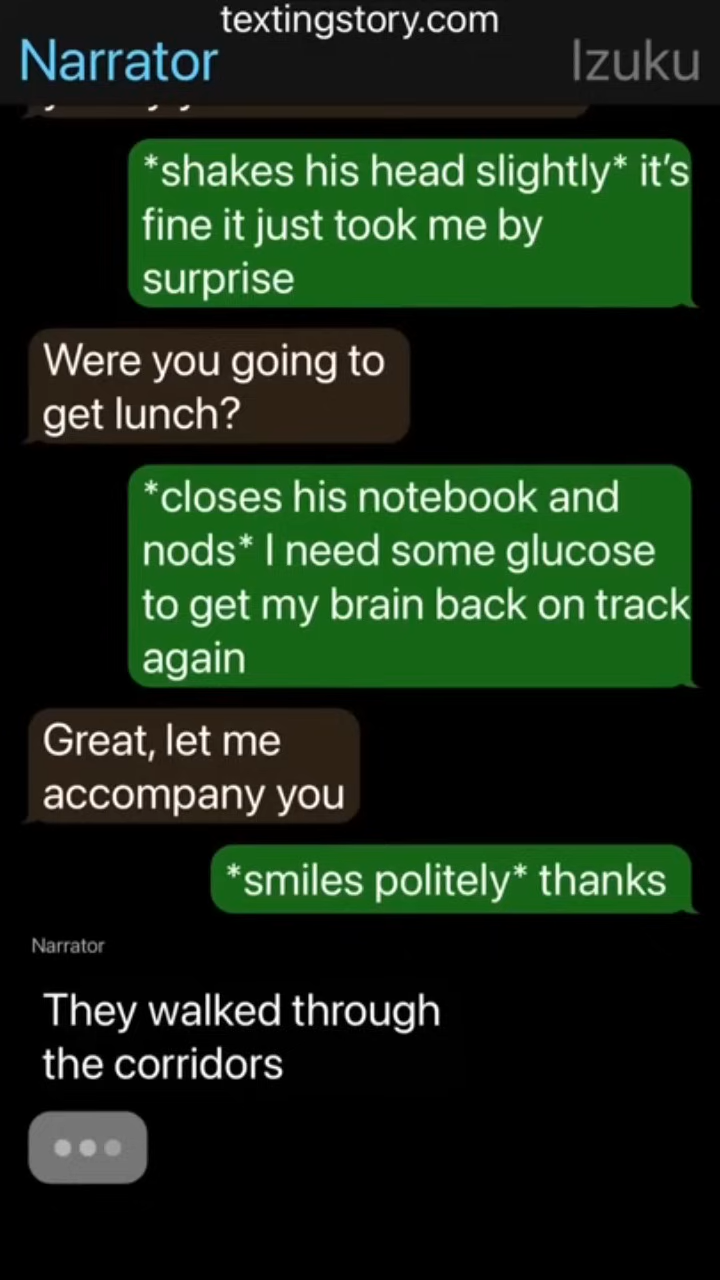 textingstory.com
Narrator
Izuku
*shakes his head slightly* it's
fine it just took me by
surprise
Were you going to
get lunch?
*closes his notebook and
nods* I need some glucose
to get my brain back on track
again
Great, let me
accompany you
*smiles politely* thanks
Narrator
They walked through
the corridors